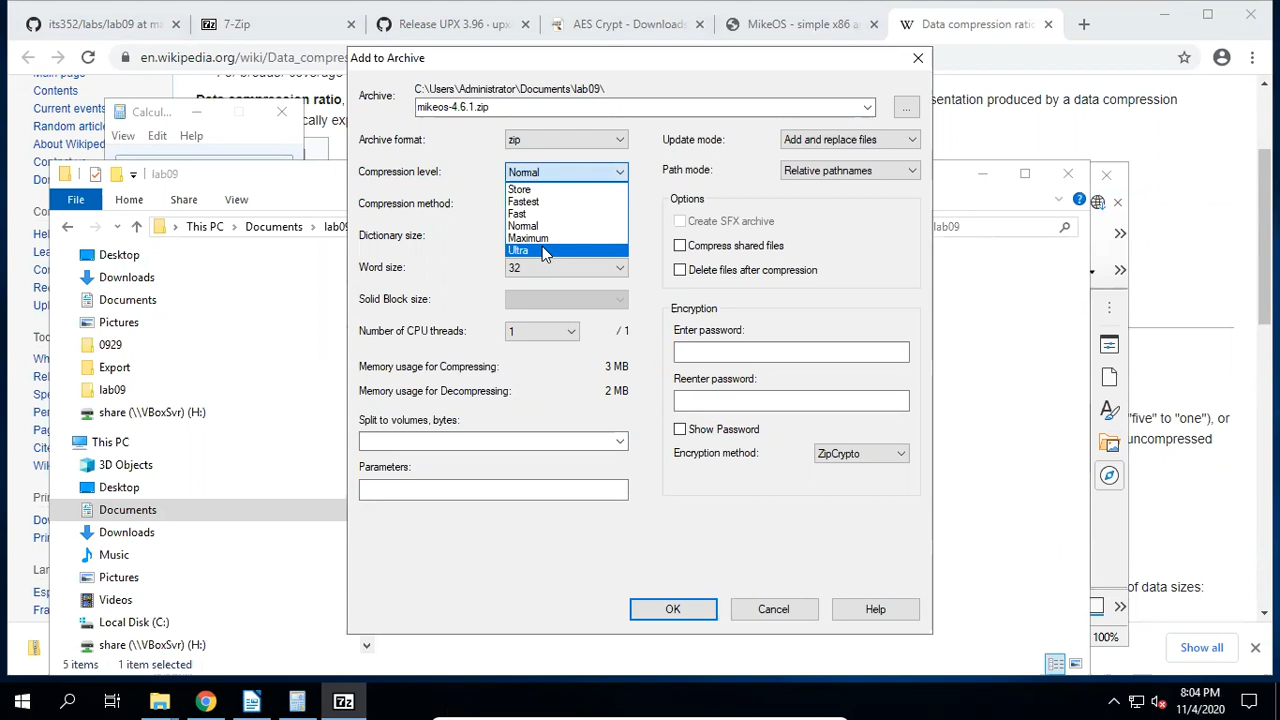 its352/labs/lab09 at m
7-Zip
Release UPX 3.96 · upx
AES Crypt - Downloads
MikeOS - simple x86 a
Data compression ratio
en.wikipedia.org/wiki/Data_compres
Main page
Contents
Current events
Random article
About Wikiped
Data compression ratio,
sentation produced by a data compression
Calcul
View Edit Help
lab09
File Home Share View
This PC Documents lab09
lab09
Desktop
Downloads
Documents
Pictures
0929
Export
lab09
share (\\VBoxSvr) (H:)
This PC
3D Objects
Desktop
Documents
Downloads
Music
Pictures
Videos
Local Disk (C:)
share (\\VBoxSvr) (H:)
5 items 1 item selected
Add to Archive
Archive:
C:\Users\Administrator\Documents\lab09\
mikeos-4.6.1.zip
...
Archive format:
zip
Compression level:
Normal
Store
Fastest
Fast
Normal
Maximum
Ultra
Compression method:
Dictionary size:
Word size:
32
Solid Block size:
Number of CPU threads:
1
/ 1
Memory usage for Compressing:
3 MB
Memory usage for Decompressing:
2 MB
Split to volumes, bytes:
Parameters:
Update mode:
Add and replace files
Path mode:
Relative pathnames
Options
Create SFX archive
Compress shared files
Delete files after compression
Encryption
Enter password:
Reenter password:
Show Password
Encryption method:
ZipCrypto
OK
Cancel
Help
"five" to "one"), or
uncompressed
of data sizes:
100%
Show all
8:04 PM
11/4/2020